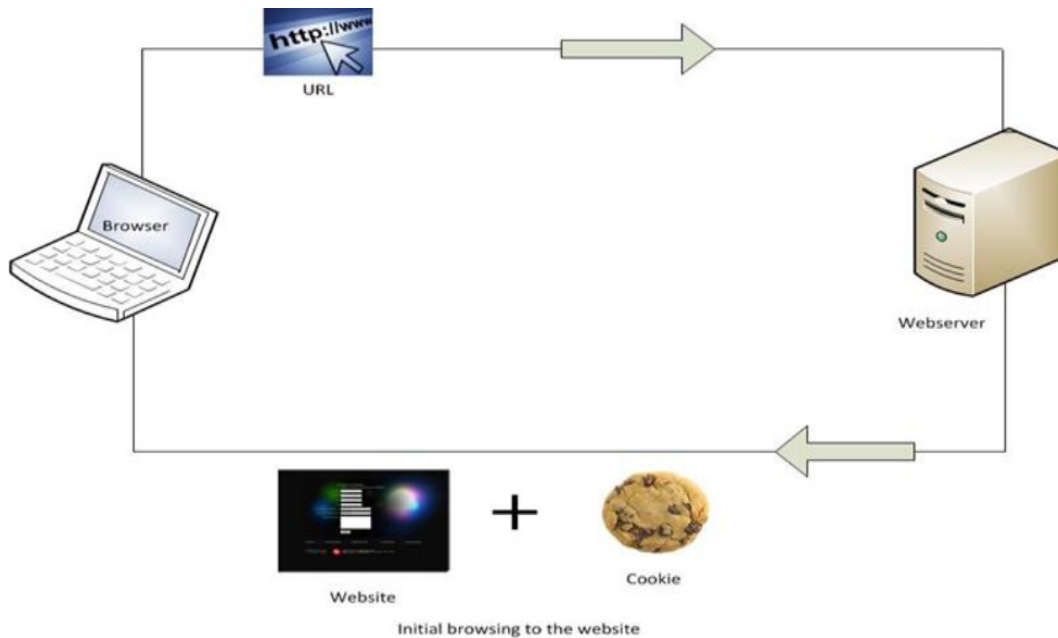 http://www
URL
Browser
Webserver
Website
Cookie
Initial browsing to the website